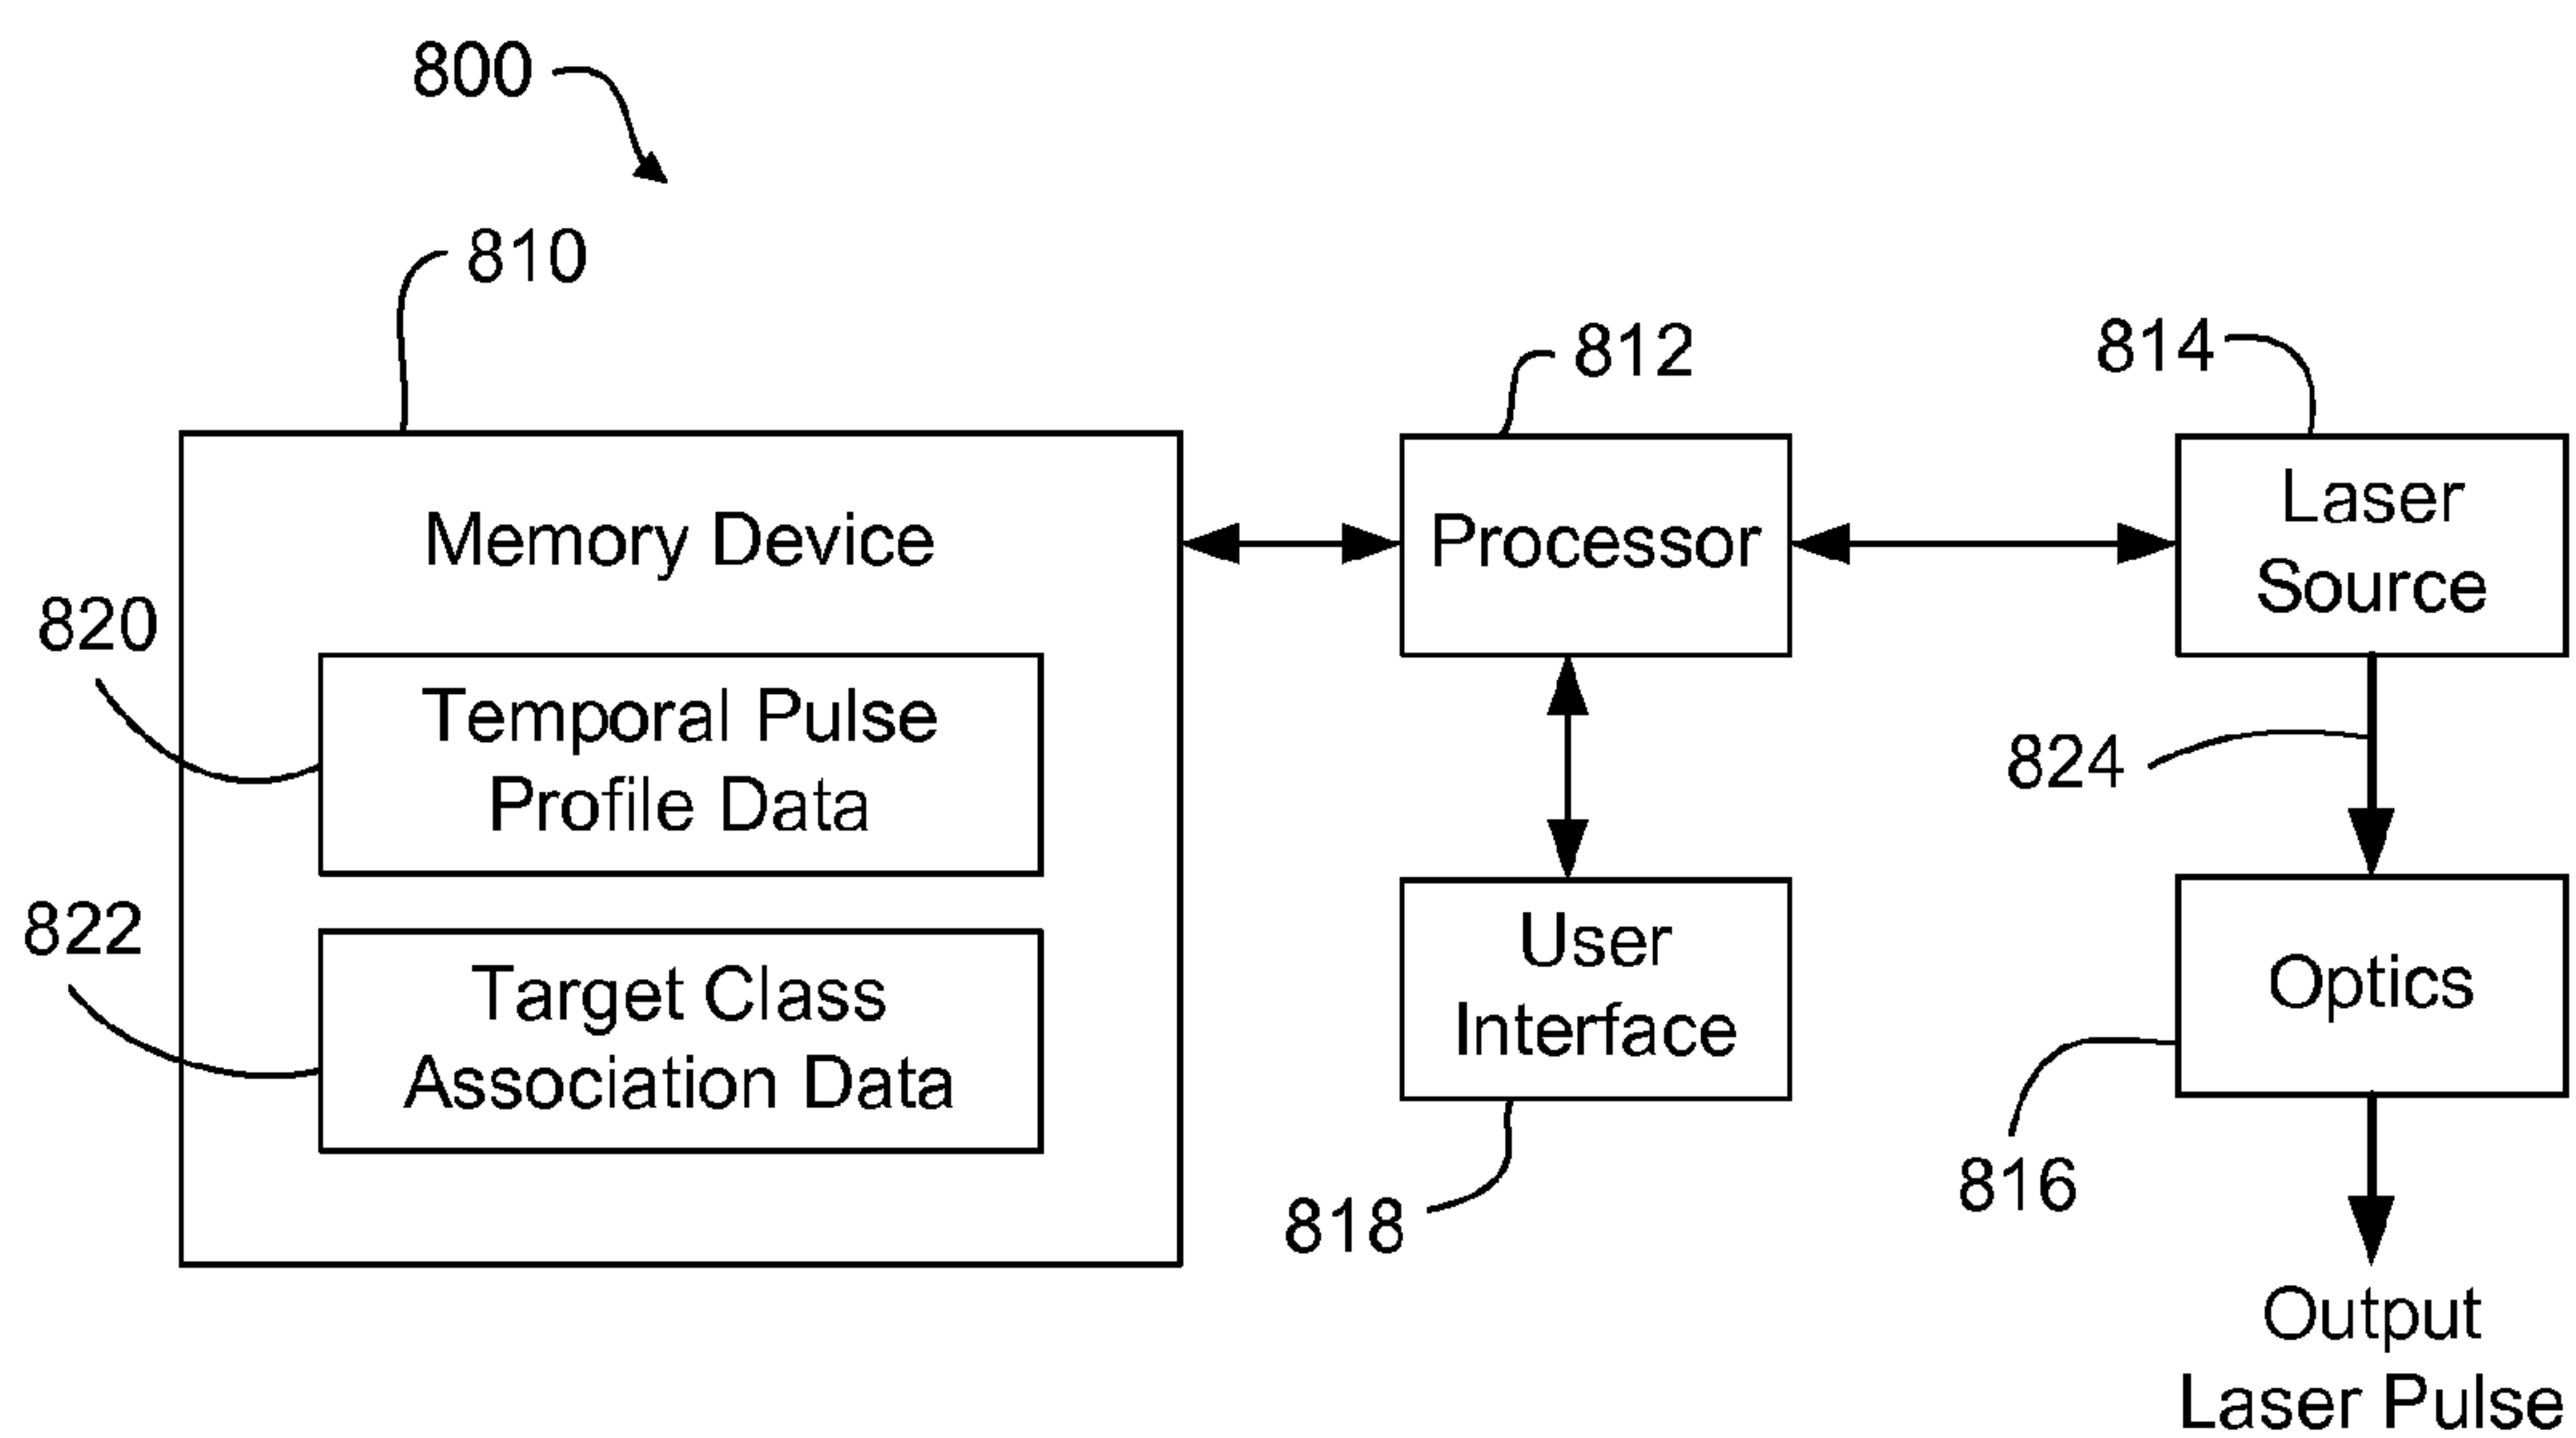 800
810
812
814
Memory Device
Processor
Laser
Source
820
Temporal Pulse
Profile Data
824
822
Target Class
Association Data
User
Interface
Optics
818
816
Output
Laser Pulse